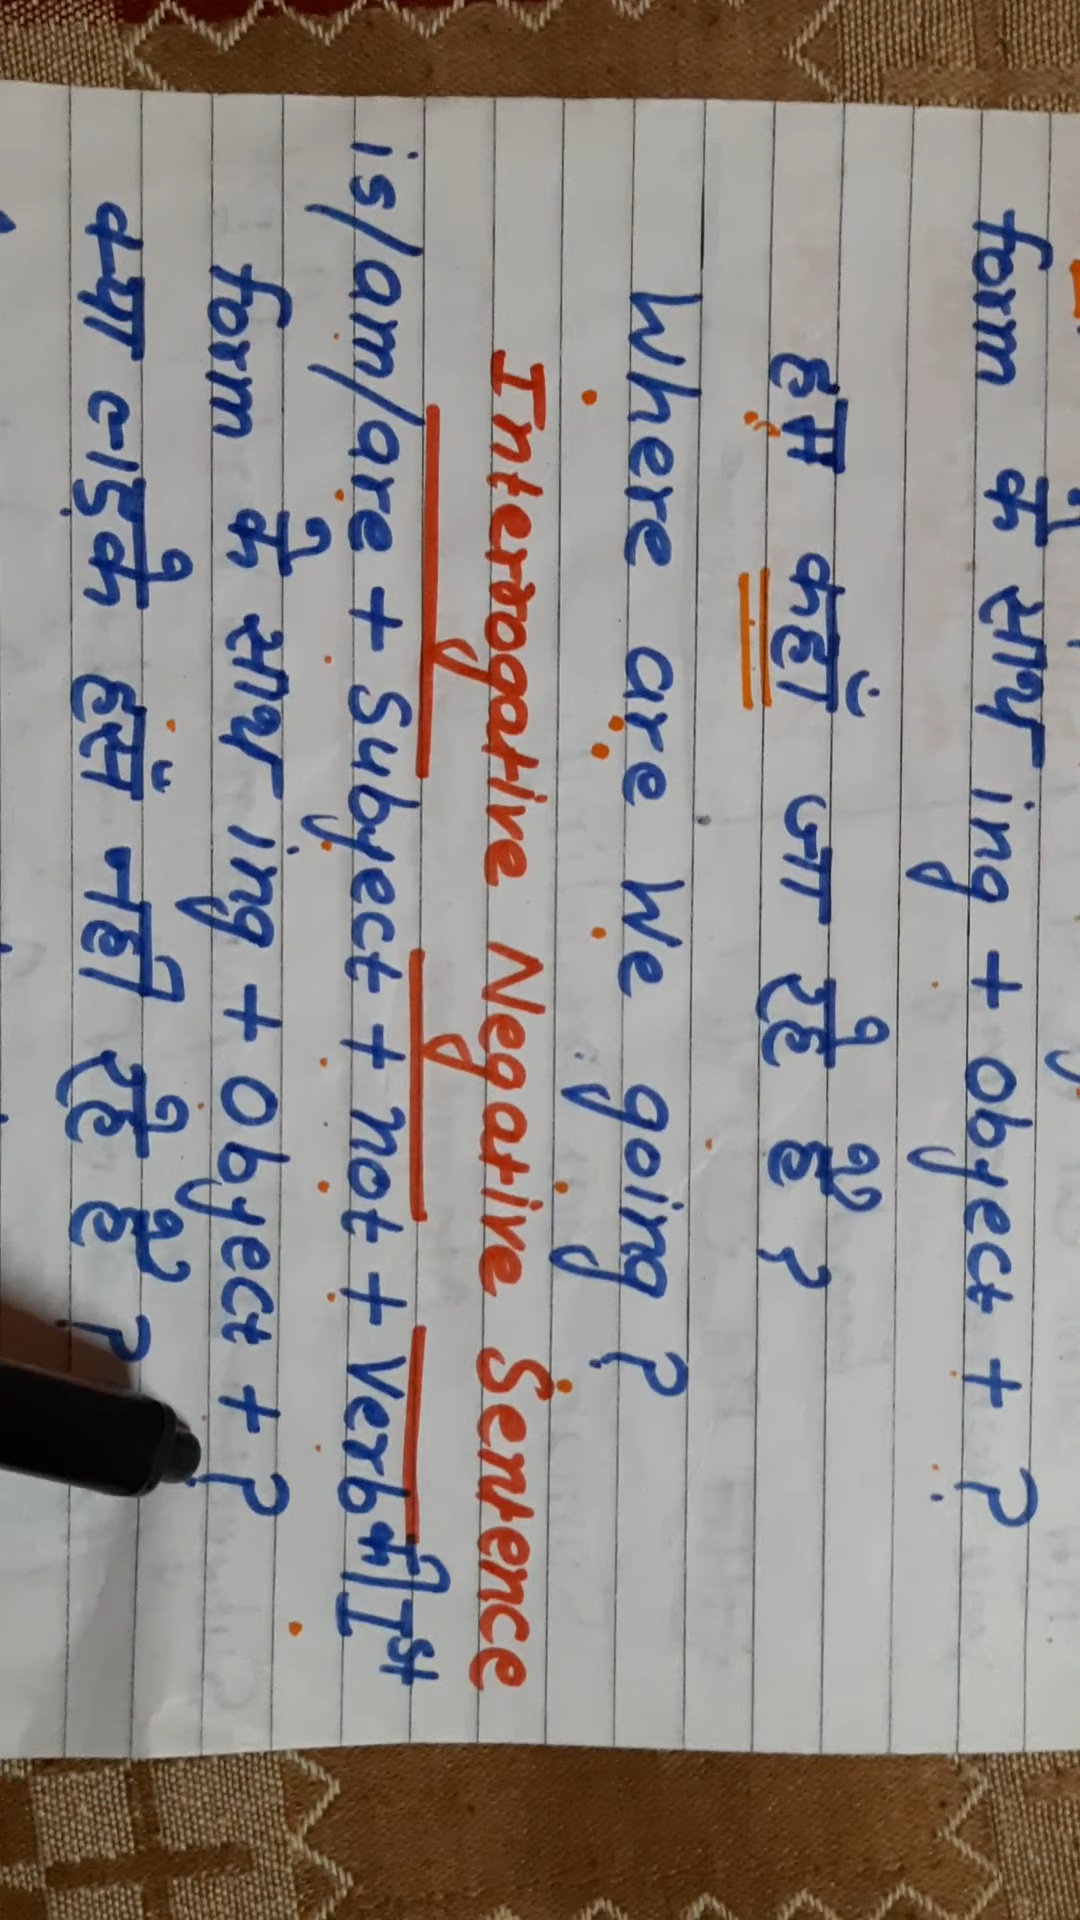 form के साथ ing + object + ?
हम कहाँ जा रहे हैं ?
Where are We going ?
Interrogative Negative Sentence
is/am/are + Subject + not + Verb की Ist
form के साथ ing + object + ?
क्या लड़के हँस नहीं रहे हैं ?